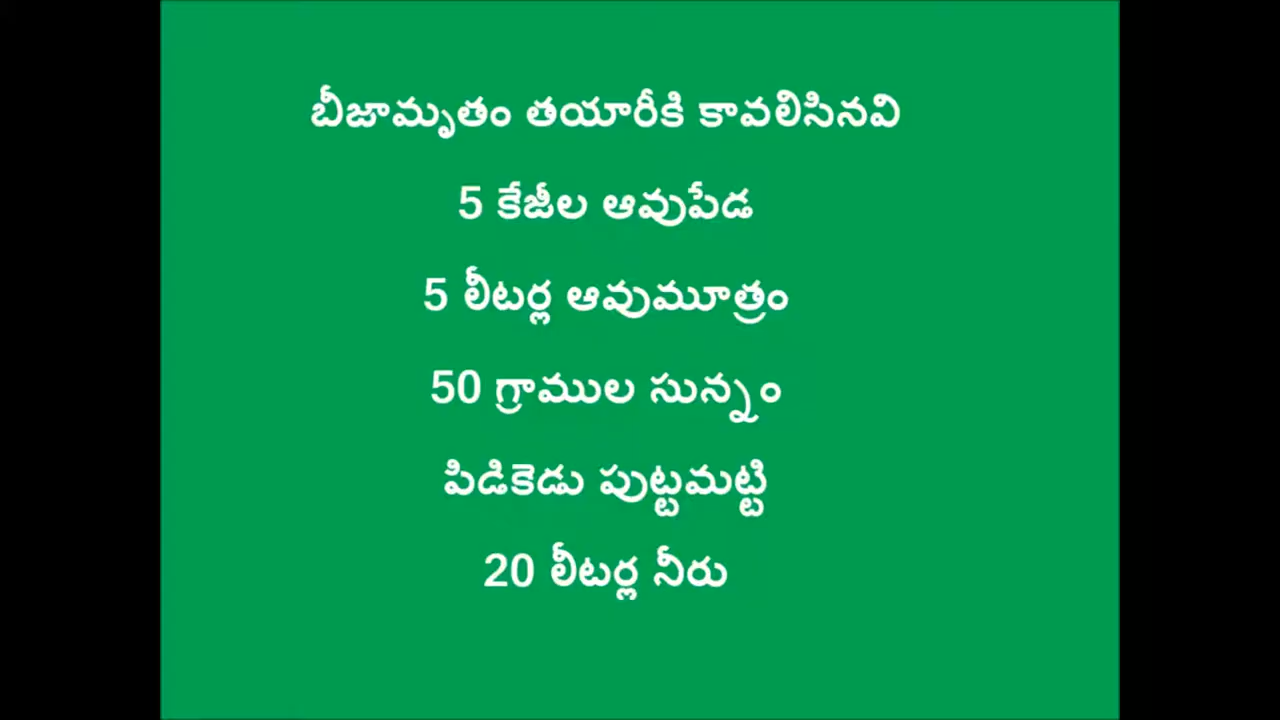 బీజామృతం తయారీకి కావలిసినవి
5 కేజీల ఆవుపేడ
5 లీటర్ల ఆవుమూత్రం
50 గ్రాముల సున్నం
పిడికెడు పుట్టమట్టి
20 లీటర్ల నీరు